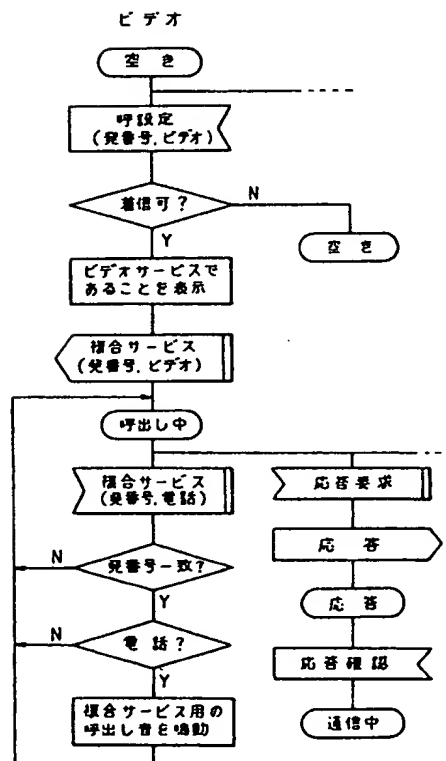 ビデオ
空き
呼設定
(発番号,ビデオ)
着信可?
N
Y
空き
ビデオサービスで
あることを表示
複合サービス
(発番号,ビデオ)
呼出し中
複合サービス
(発番号,電話)
応答要求
発番号一致?
N
Y
応答
応答
電話?
N
Y
応答確認
複合サービス用の
呼出し音を鳴動
通信中